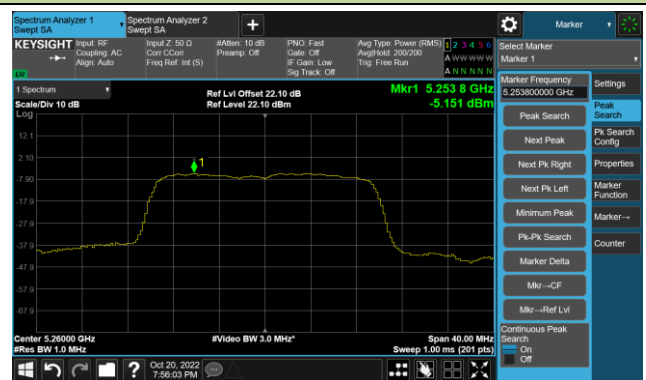 Spectrum Analyzer 1
Swept SA
Spectrum Analyzer 2
Swept SA
+
Marker
KEYSIGHT
Input: RF
Coupling: AC
Align: Auto
Input Z: 50 Ω
Corr CCorr
Freq Ref: Int (S)
#Atten: 10 dB
Preamp: Off
PNO: Fast
Gate: Off
IF Gain: Low
Sig Track: Off
Avg Type: Power (RMS)
Avg|Hold: 200/200
Trig: Free Run
1 2 3 4 5 6
A W W W W W
A N N N N N
Select Marker
Marker 1
1 Spectrum
Scale/Div 10 dB
Log
Ref Lvl Offset 22.10 dB
Ref Level 22.10 dBm
Mkr1 5.253 8 GHz
-5.151 dBm
12.1
2.10
-7.90
-17.9
-27.9
-37.9
-47.9
-57.9
-67.9
1
Center 5.26000 GHz
#Res BW 1.0 MHz
#Video BW 3.0 MHz*
Span 40.00 MHz
Sweep 1.00 ms (201 pts)
Marker Frequency
5.253800000 GHz
Peak Search
Next Peak
Next Pk Right
Next Pk Left
Minimum Peak
Pk-Pk Search
Marker Delta
Mkr→CF
Mkr→Ref Lvl
Continuous Peak
Search
On
Off
Settings
Peak
Search
Pk Search
Config
Properties
Marker
Function
Marker→
Counter
?
Oct 20, 2022
7:56:03 PM